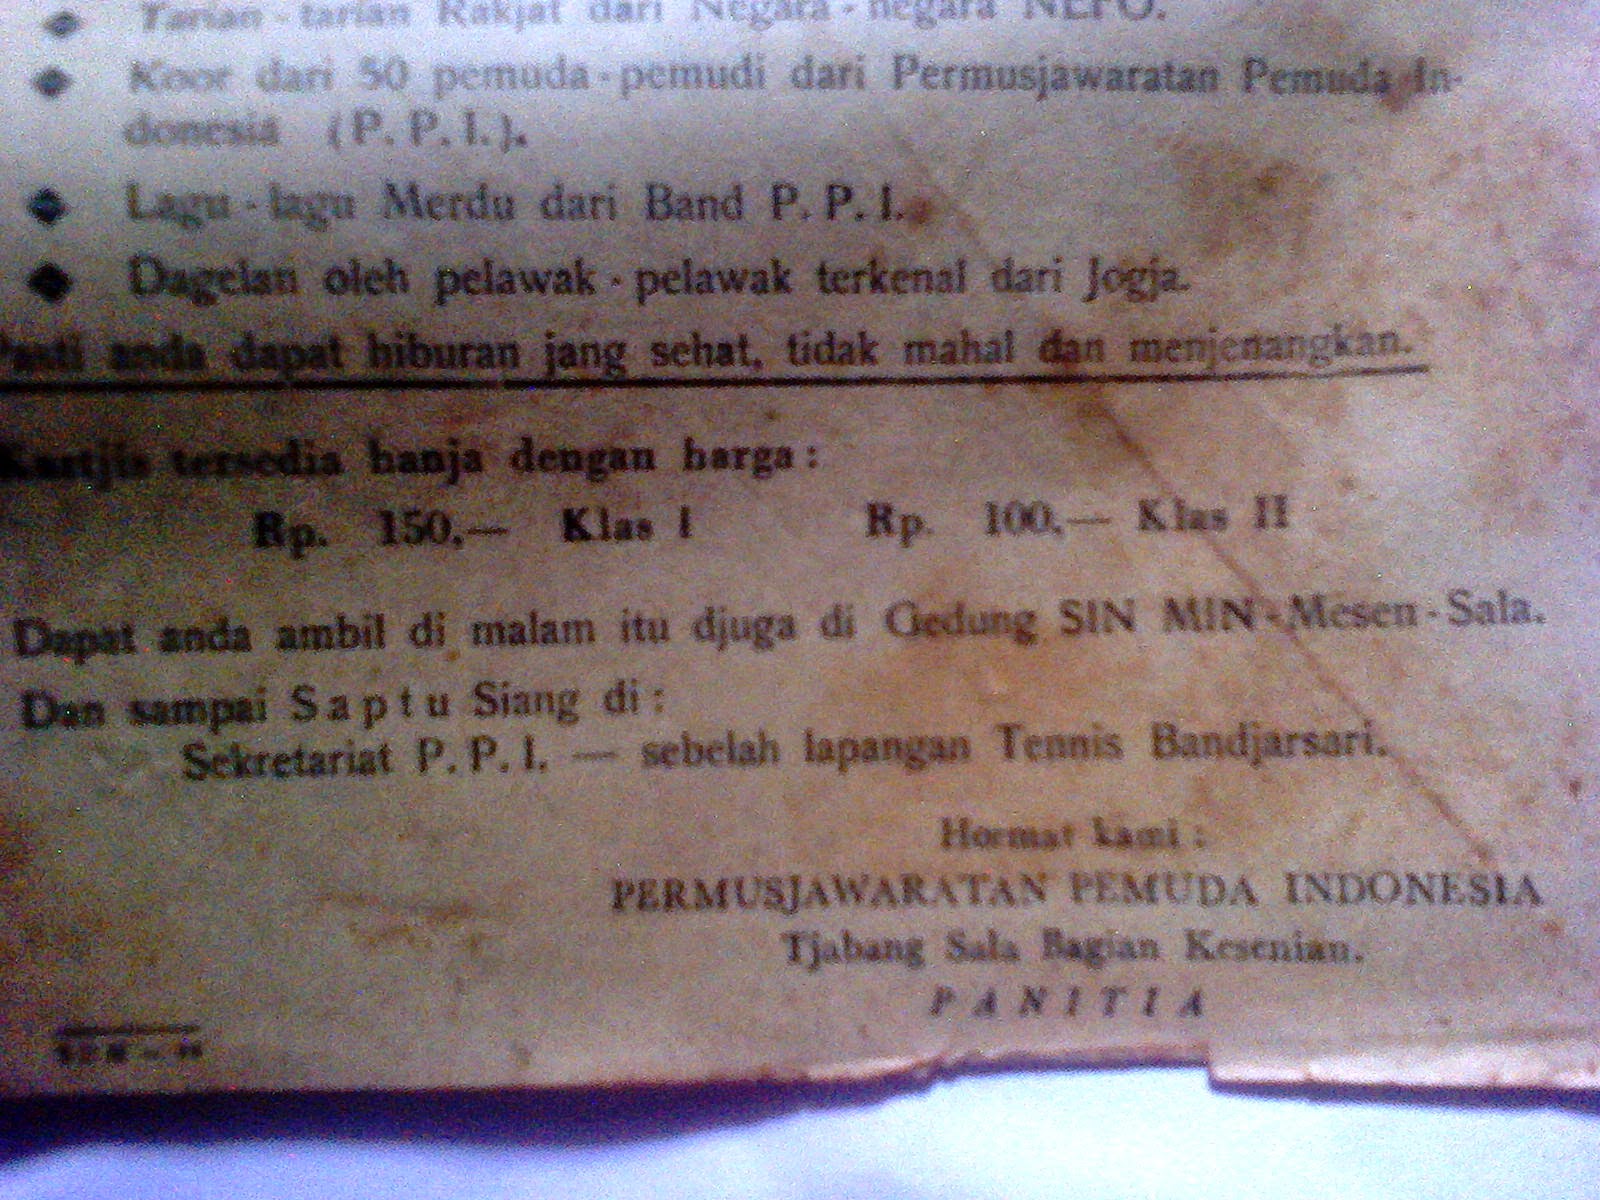 Tarian - tarian Rakjat dari Negara - negara NEFO.
Koor dari 50 pemuda - pemudi dari Permusjawaratan Pemuda In-
donesia (P. P. I.).
Lagu - lagu Merdu dari Band P. P. I.
Dagelan oleh pelawak - pelawak terkenal dari Jogja.
Pasti anda dapat hiburan jang sehat, tidak mahal dan menjenangkan.
Kartjis tersedia hanja dengan harga :
Rp. 150,— Klas I Rp. 100,— Klas II
Dapat anda ambil di malam itu djuga di Gedung SIN MIN - Mesen - Sala.
Dan sampai Saptu Siang di :
Sekretariat P. P. I. — sebelah lapangan Tennis Bandjarsari.
Hormat kami :
PERMUSJAWARATAN PEMUDA INDONESIA
Tjabang Sala Bagian Kesenian.
PANITIA